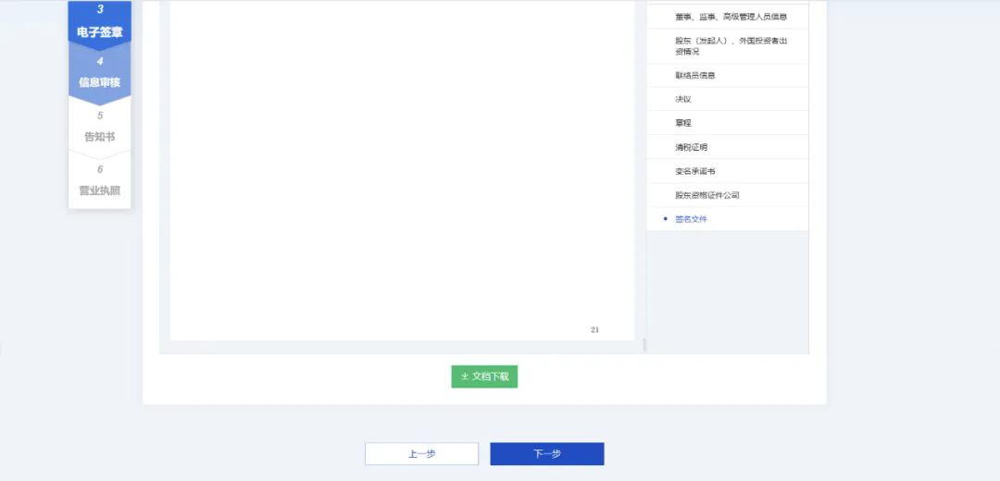 3
电子签章
4
信息审核
5
告知书
6
营业执照
董事、监事、高级管理人员信息
股东（发起人）、外国投资者出
资情况
联络员信息
决议
章程
清税证明
变名承诺书
股东资格证件公司
签名文件
21
文档下载
上一步
下一步